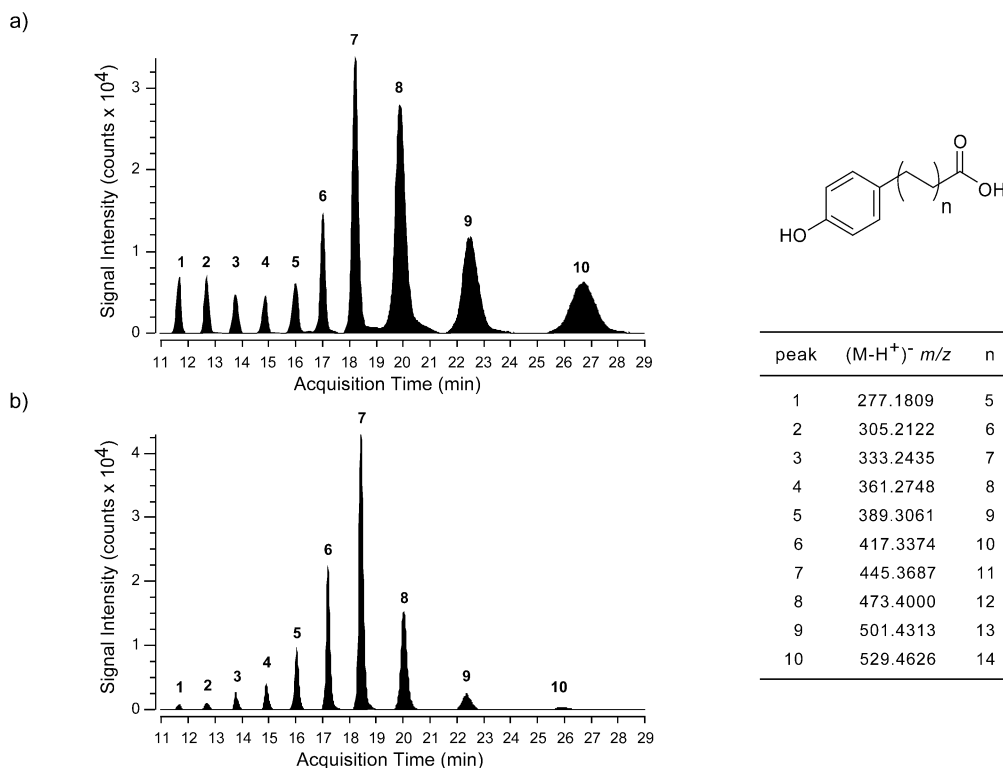 a)
Signal Intensity (counts x 10^4)
3
2
1
0
1 2 3 4 5 6 7 8 9 10
11 12 13 14 15 16 17 18 19 20 21 22 23 24 25 26 27 28 29
Acquisition Time (min)
b)
Signal Intensity (counts x 10^4)
4
3
2
1
0
1 2 3 4 5 6 7 8 9 10
11 12 13 14 15 16 17 18 19 20 21 22 23 24 25 26 27 28 29
Acquisition Time (min)
O
OH
n
HO
peak (M-H⁺)⁻ m/z n
1 277.1809 5
2 305.2122 6
3 333.2435 7
4 361.2748 8
5 389.3061 9
6 417.3374 10
7 445.3687 11
8 473.4000 12
9 501.4313 13
10 529.4626 14